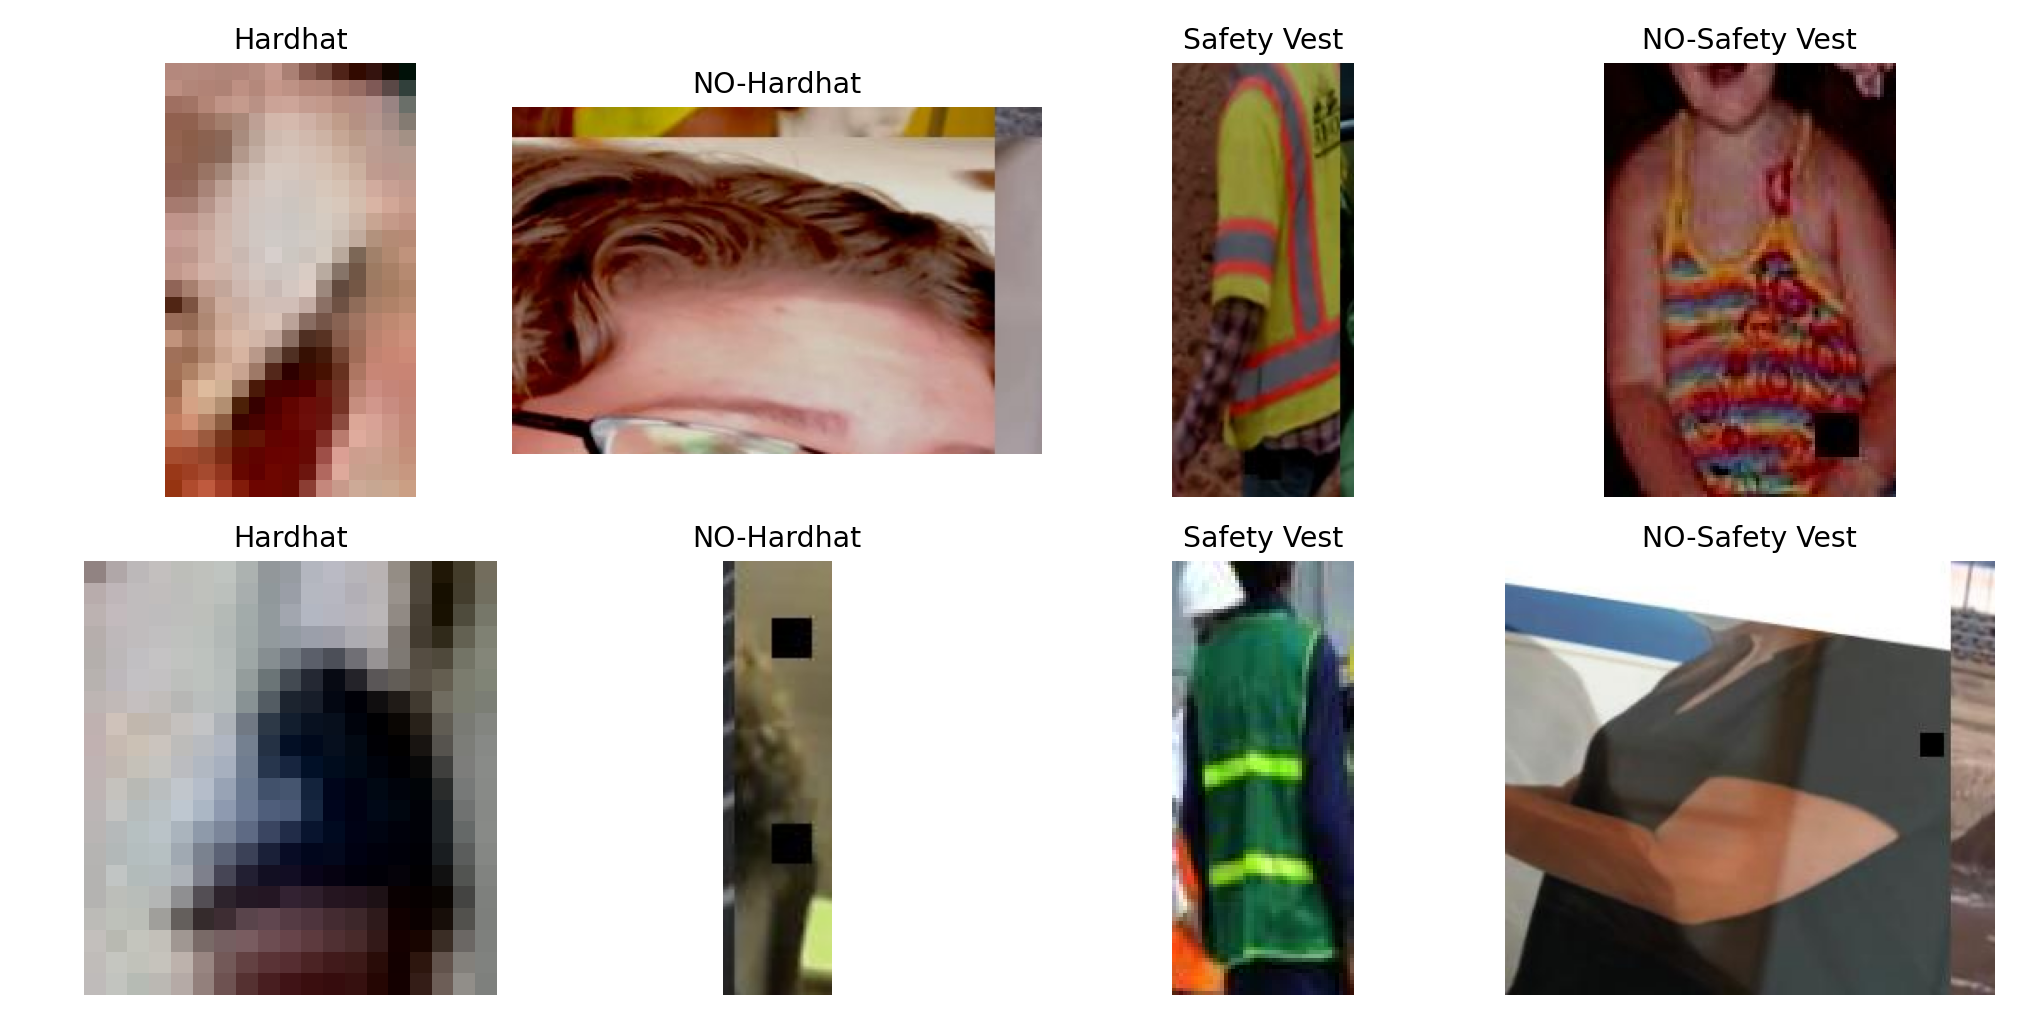 Hardhat
NO-Hardhat
Safety Vest
NO-Safety Vest
Hardhat
NO-Hardhat
Safety Vest
NO-Safety Vest